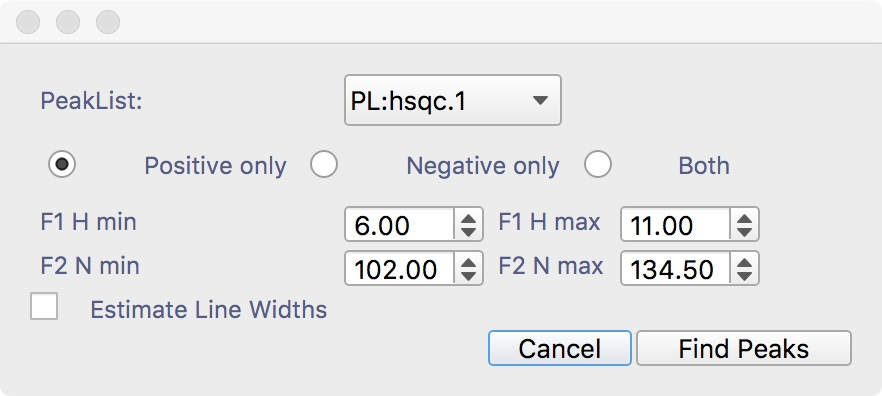 PeakList: PL:hsqc.1
Positive only Negative only Both
F1 H min 6.00 F1 H max 11.00
F2 N min 102.00 F2 N max 134.50
Estimate Line Widths
Cancel Find Peaks